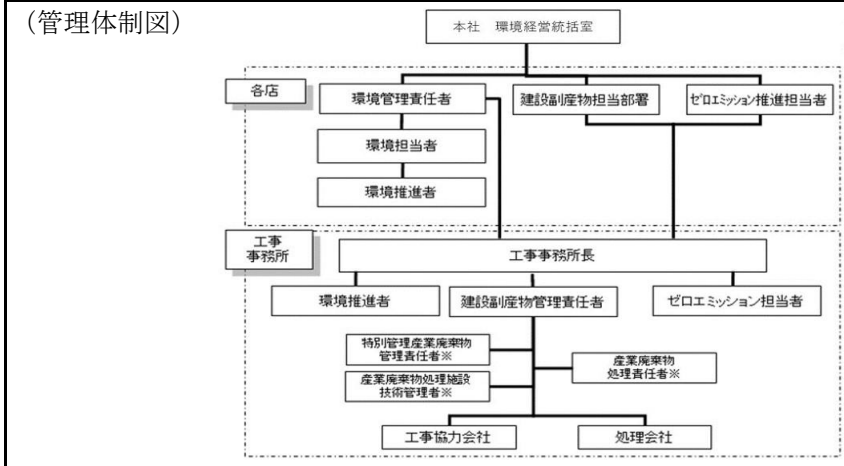 （管理体制図）
本社　環境経営統括室
各店
環境管理責任者
建設副産物担当部署
ゼロエミッション推進担当者
環境担当者
環境推進者
工事
事務所
工事事務所長
環境推進者
建設副産物管理責任者
ゼロエミッション担当者
特別管理産業廃棄物
管理責任者※
産業廃棄物
処理責任者※
産業廃棄物処理施設
技術管理者※
工事協力会社
処理会社